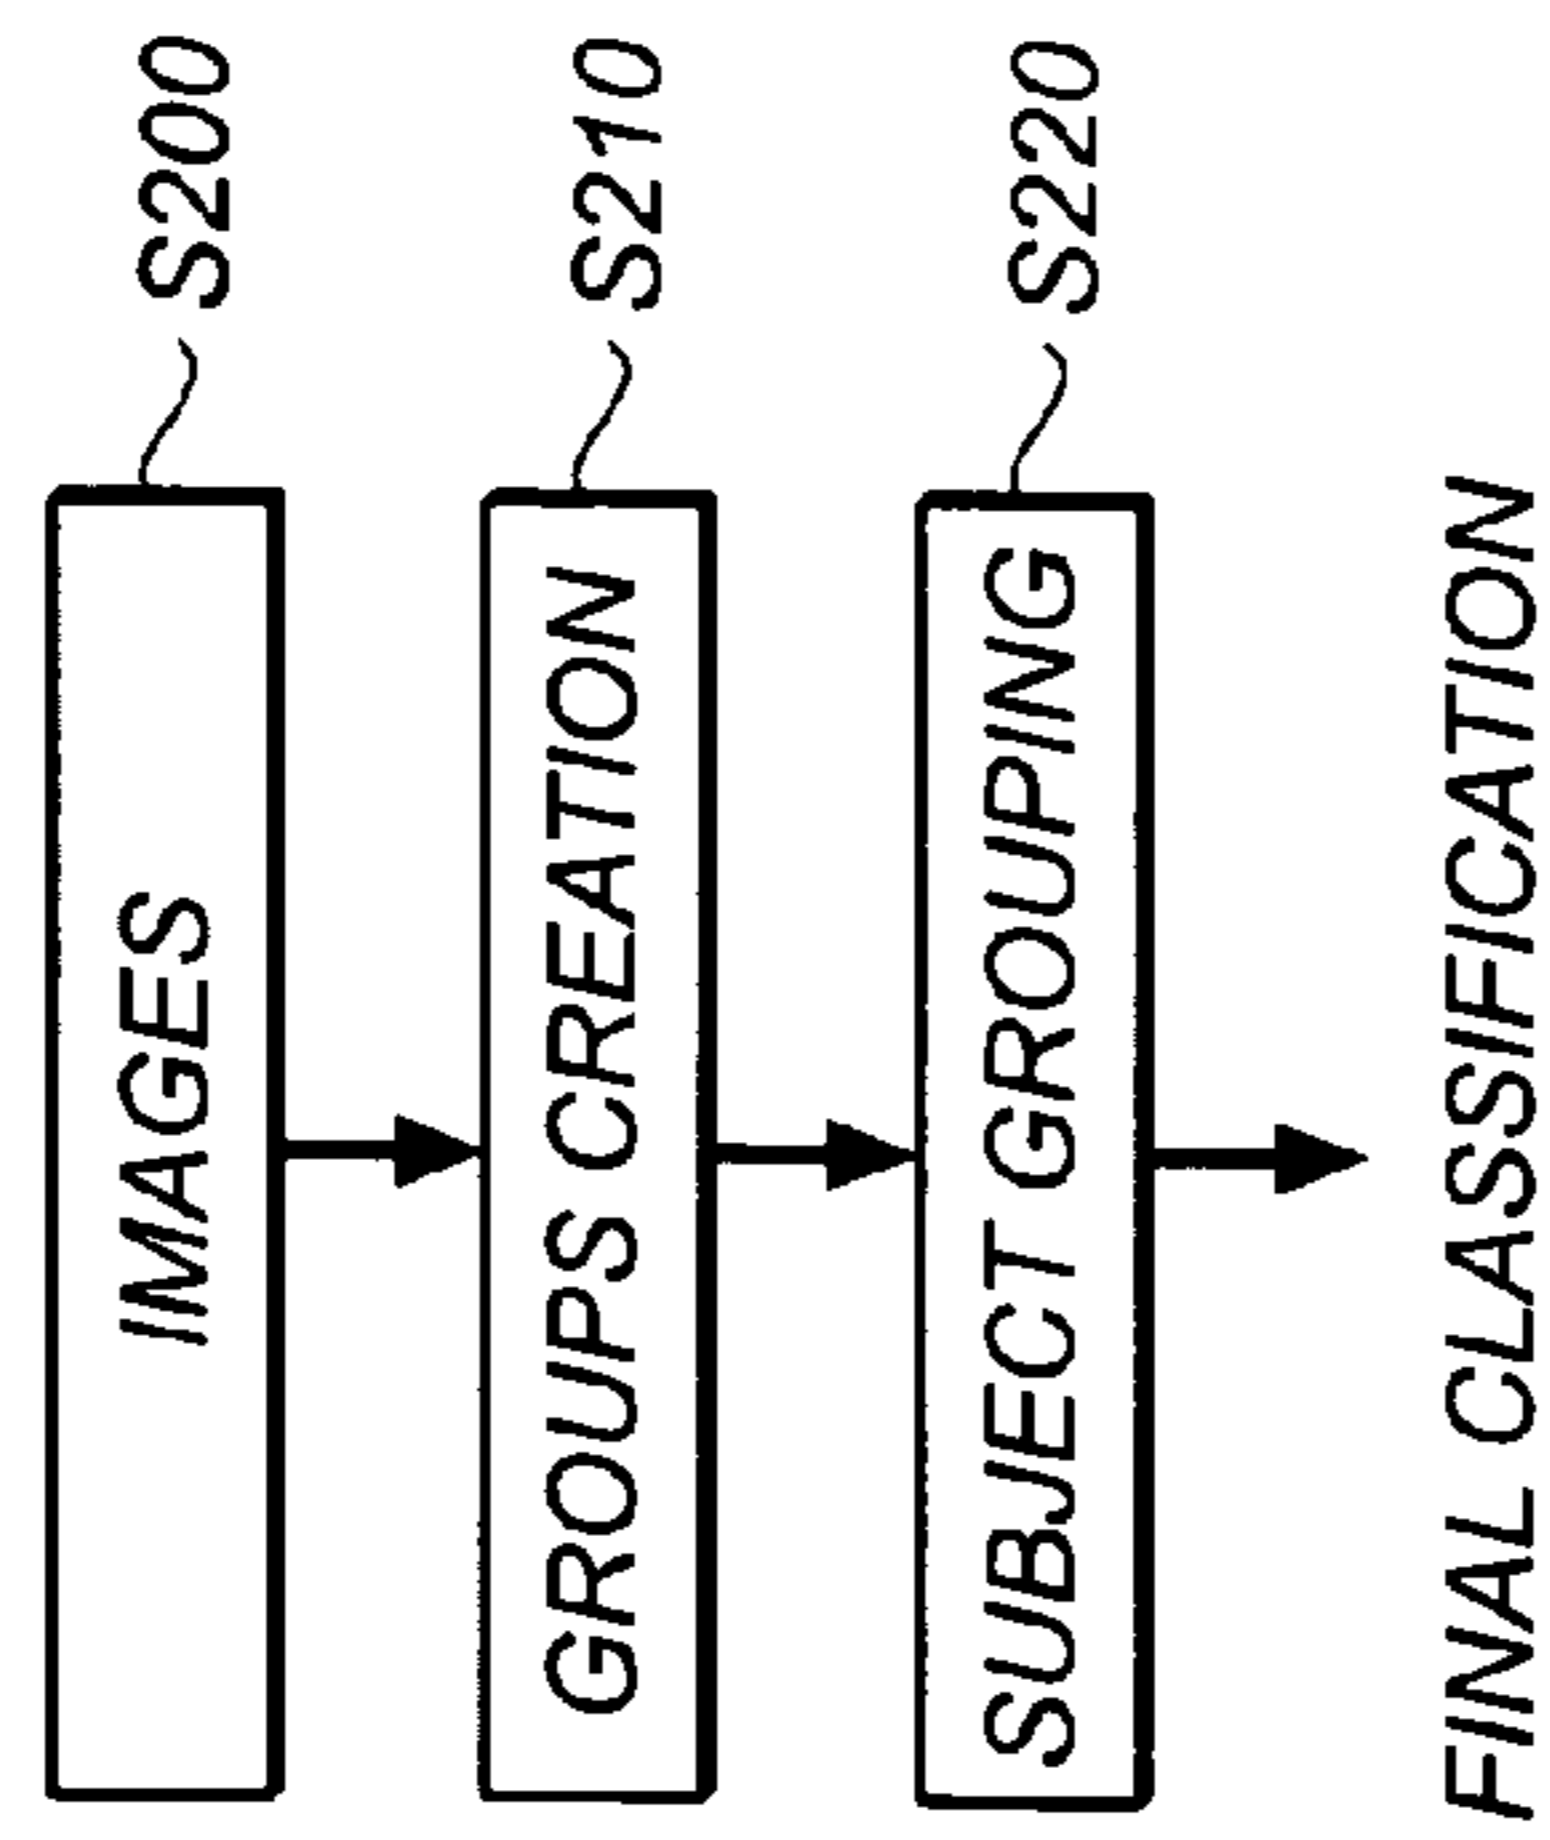 IMAGES
S200
GROUPS CREATION
S210
SUBJECT GROUPING
S220
FINAL CLASSIFICATION